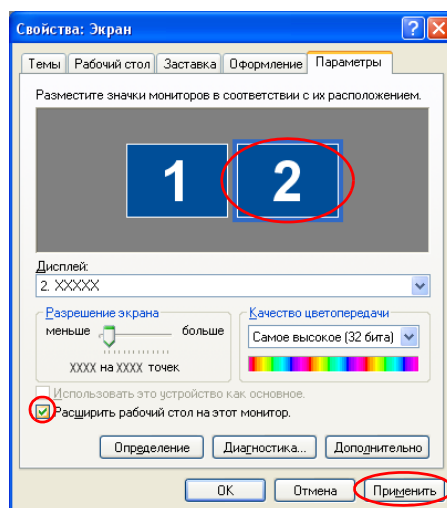 Свойства: Экран
Темы Рабочий стол Заставка Оформление Параметры
Разместите значки мониторов в соответствии с их расположением.
1 2
Дисплей:
2. XXXXX
Разрешение экрана
меньше больше
XXXX на XXXX точек
Качество цветопередачи
Самое высокое (32 бита)
Использовать это устройство как основное.
Расширить рабочий стол на этот монитор.
Определение Диагностика... Дополнительно
OK Отмена Применить